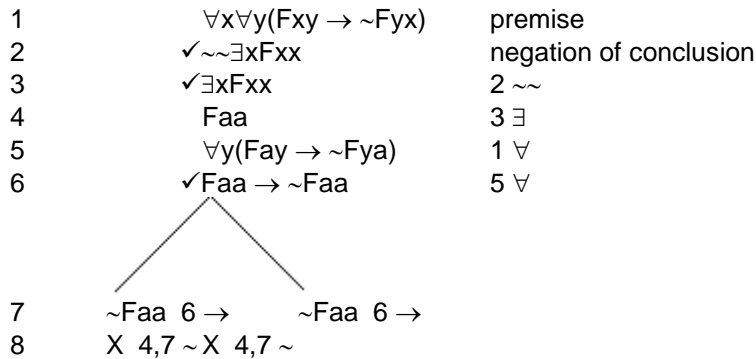 1 ∀x∀y(Fxy → ~Fyx) premise
2 ✓~~∃xFxx negation of conclusion
3 ✓∃xFxx 2 ~~
4 Faa 3 ∃
5 ∀y(Fay → ~Fya) 1 ∀
6 ✓Faa → ~Faa 5 ∀
7 ~Faa 6 → ~Faa 6 →
8 X 4,7 ~ X 4,7 ~